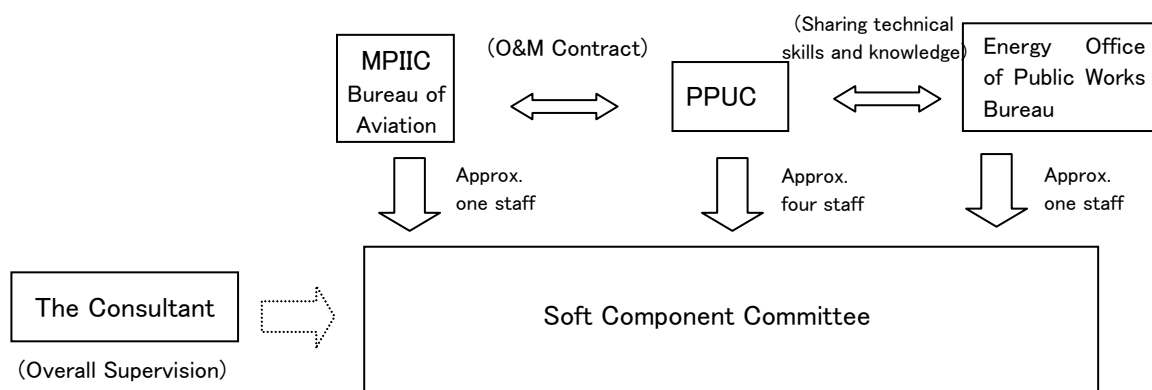 MPIIC
Bureau of
Aviation
(O&M Contract)
PPUC
(Sharing technical
skills and knowledge)
Energy Office
of Public Works
Bureau
Approx.
one staff
Approx.
four staff
Approx.
one staff
The Consultant
(Overall Supervision)
Soft Component Committee